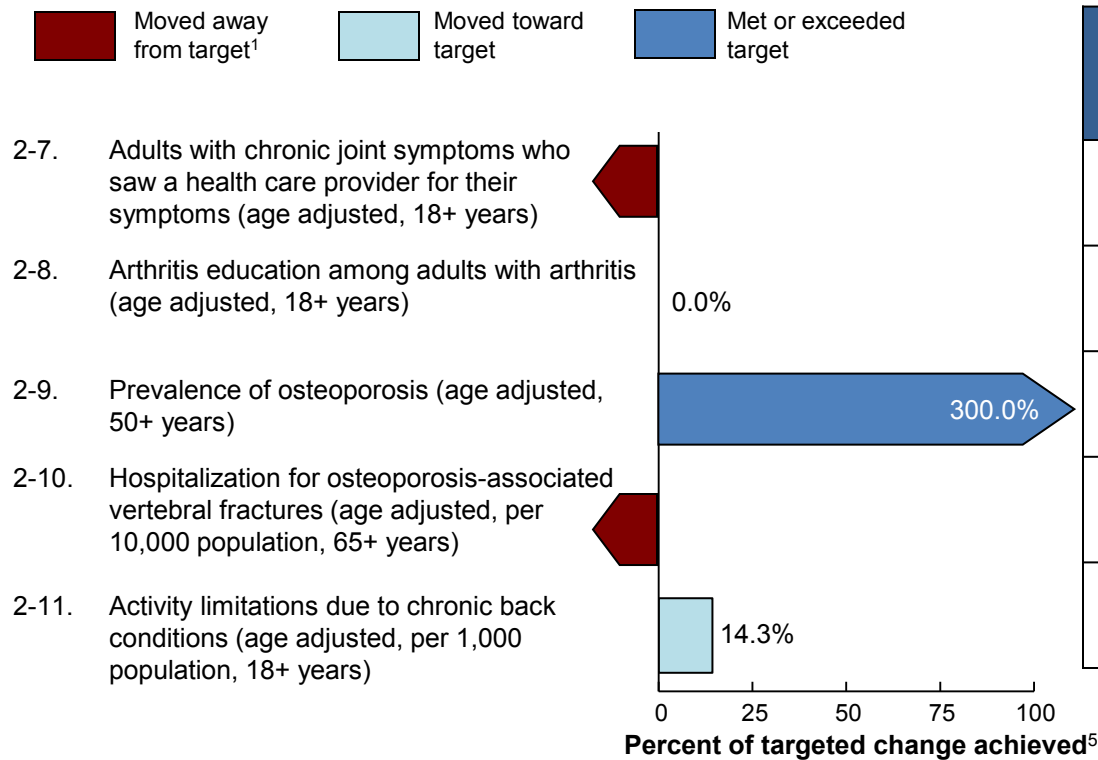 Moved away
from target¹
Moved toward
target
Met or exceeded
target
2-7. Adults with chronic joint symptoms who
saw a health care provider for their
symptoms (age adjusted, 18+ years)
2-8. Arthritis education among adults with arthritis
(age adjusted, 18+ years)
0.0%
2-9. Prevalence of osteoporosis (age adjusted,
50+ years)
300.0%
2-10. Hospitalization for osteoporosis-associated
vertebral fractures (age adjusted, per
10,000 population, 65+ years)
2-11. Activity limitations due to chronic back
conditions (age adjusted, per 1,000
population, 18+ years)
14.3%
0 25 50 75 100
Percent of targeted change achieved⁵